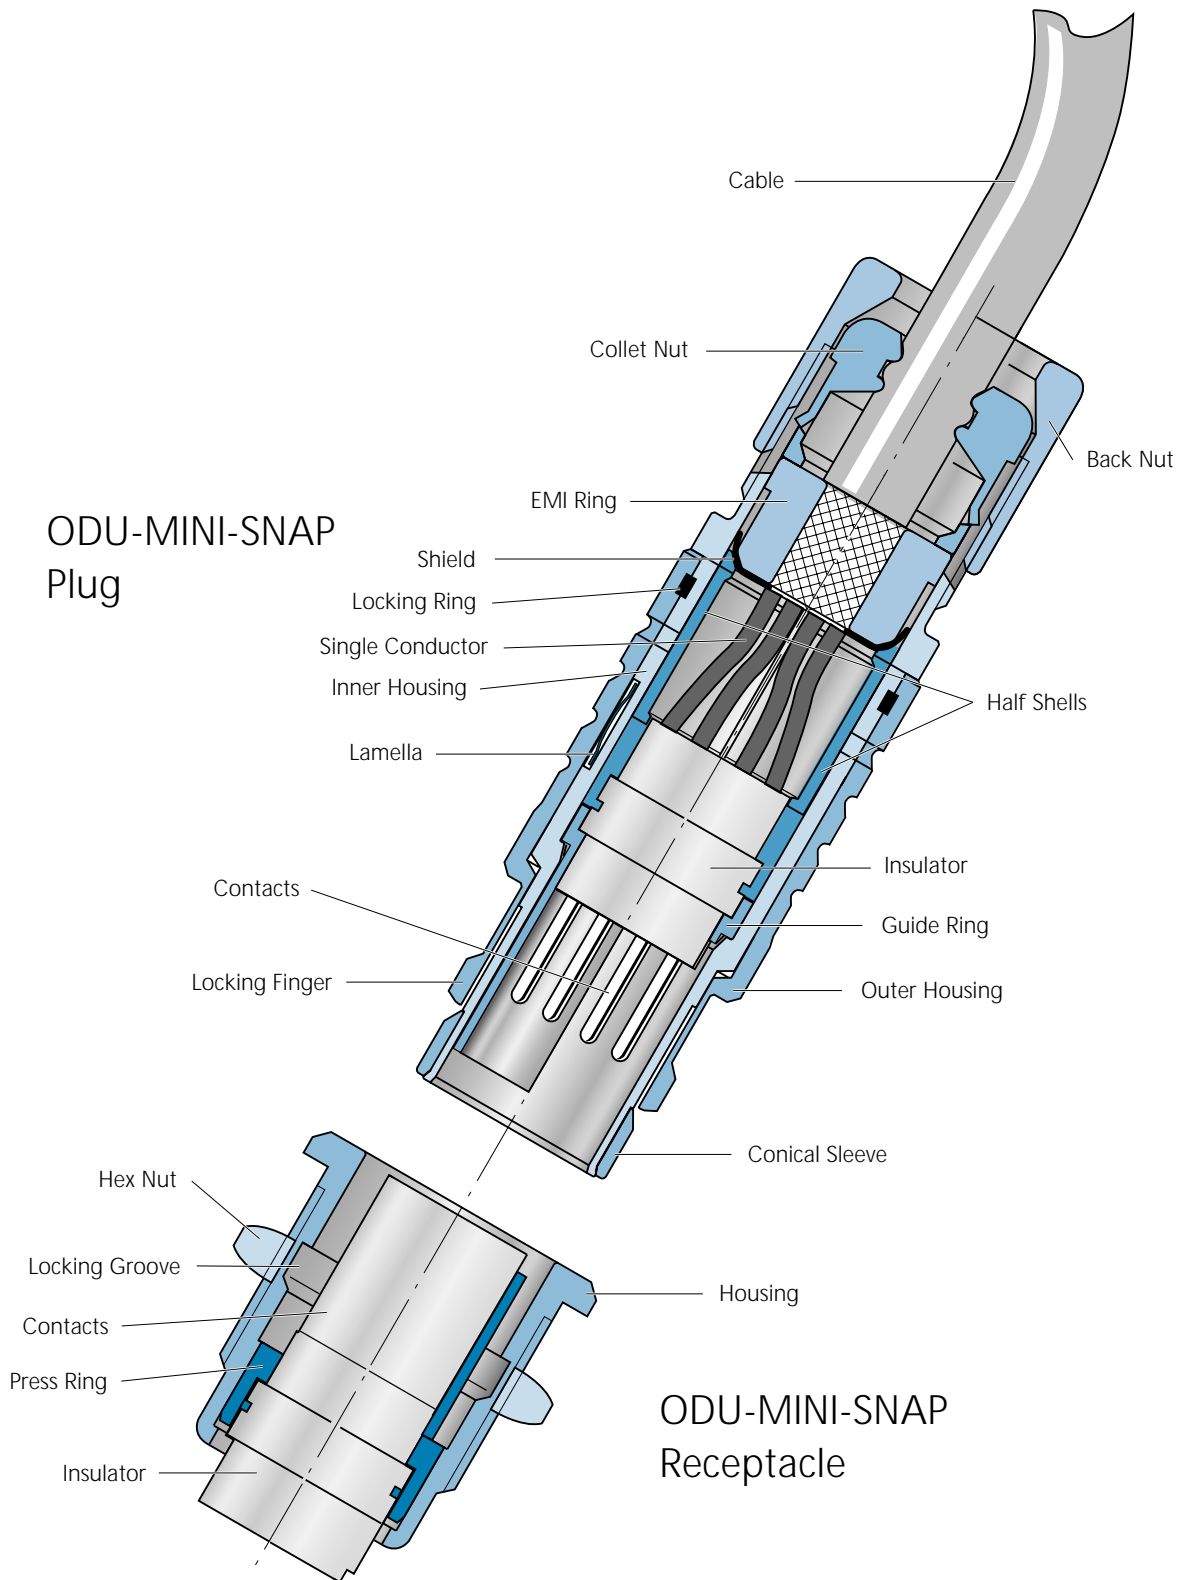 Cable
Collet Nut
Back Nut
EMI Ring
ODU-MINI-SNAP
Plug
Shield
Locking Ring
Single Conductor
Inner Housing
Half Shells
Lamella
Insulator
Contacts
Guide Ring
Locking Finger
Outer Housing
Conical Sleeve
Hex Nut
Locking Groove
Housing
Contacts
Press Ring
ODU-MINI-SNAP
Receptacle
Insulator